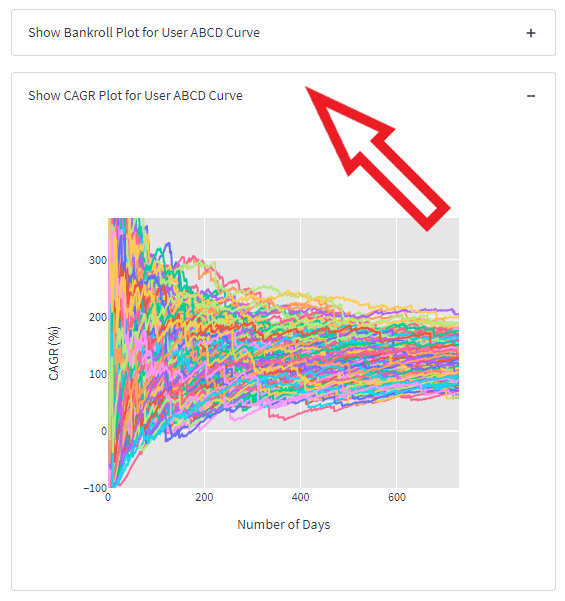 Show Bankroll Plot for User ABCD Curve +
Show CAGR Plot for User ABCD Curve −
300
200
100
0
−100
CAGR (%)
0 200 400 600
Number of Days